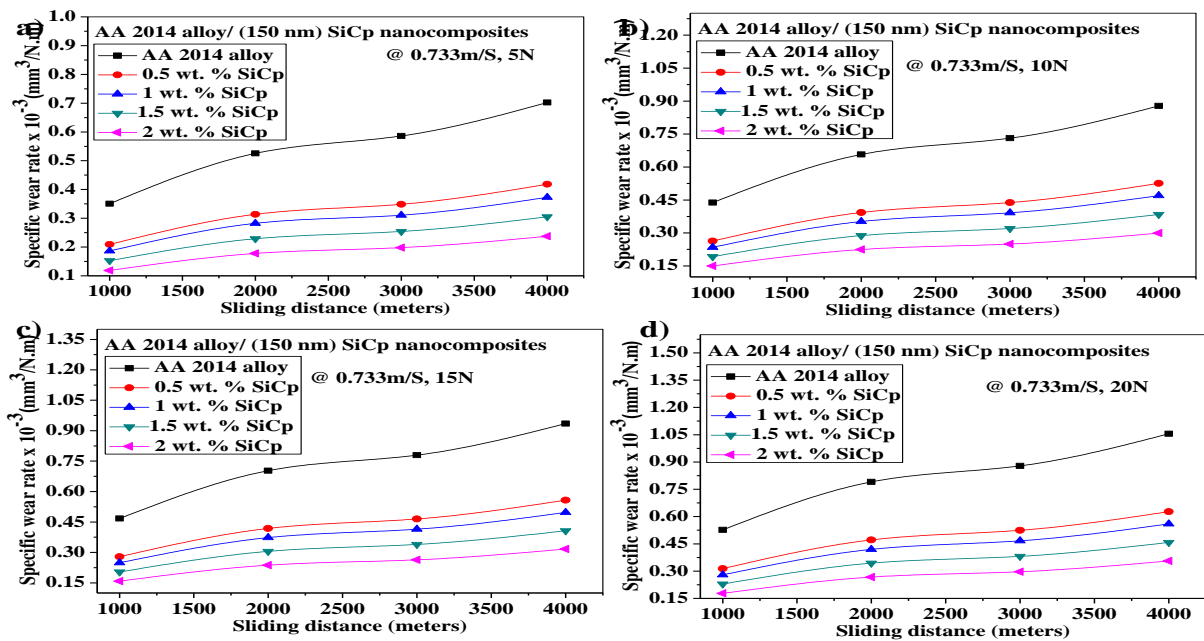 a)
AA 2014 alloy/ (150 nm) SiCp nanocomposites
@ 0.733m/S, 5N
AA 2014 alloy
0.5 wt. % SiCp
1 wt. % SiCp
1.5 wt. % SiCp
2 wt. % SiCp
Specific wear rate x 10⁻³(mm³/N.m)
1.0
0.9
0.8
0.7
0.6
0.5
0.4
0.3
0.2
0.1
1000 1500 2000 2500 3000 3500 4000
Sliding distance (meters)
b)
AA 2014 alloy/ (150 nm) SiCp nanocomposites
@ 0.733m/S, 10N
AA 2014 alloy
0.5 wt. % SiCp
1 wt. % SiCp
1.5 wt. % SiCp
2 wt. % SiCp
Specific wear rate x 10⁻³(mm³/N.m)
1.20
1.05
0.90
0.75
0.60
0.45
0.30
0.15
1000 1500 2000 2500 3000 3500 4000
Sliding distance (meters)
c)
AA 2014 alloy/ (150 nm) SiCp nanocomposites
@ 0.733m/S, 15N
AA 2014 alloy
0.5 wt. % SiCp
1 wt. % SiCp
1.5 wt. % SiCp
2 wt. % SiCp
Specific wear rate x 10⁻³(mm³/N.m)
1.35
1.20
1.05
0.90
0.75
0.60
0.45
0.30
0.15
1000 1500 2000 2500 3000 3500 4000
Sliding distance (meters)
d)
AA 2014 alloy/ (150 nm) SiCp nanocomposites
@ 0.733m/S, 20N
AA 2014 alloy
0.5 wt. % SiCp
1 wt. % SiCp
1.5 wt. % SiCp
2 wt. % SiCp
Specific wear rate x 10⁻³(mm³/N.m)
1.50
1.35
1.20
1.05
0.90
0.75
0.60
0.45
0.30
0.15
1000 1500 2000 2500 3000 3500 4000
Sliding distance (meters)